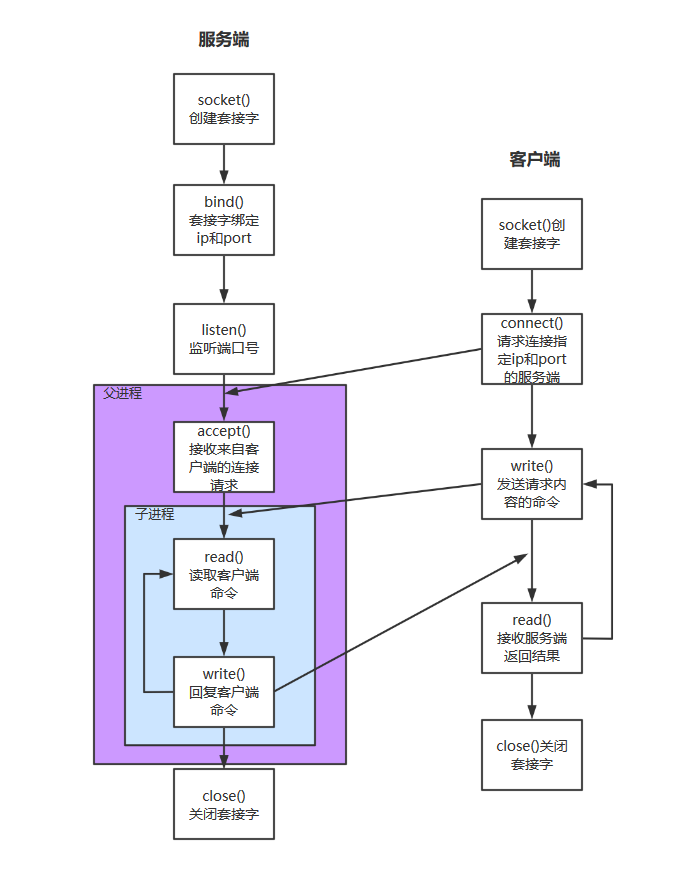 服务端
socket()
创建套接字
bind()
套接字绑定
ip和port
listen()
监听端口号
父进程
accept()
接收来自客
户端的连接
请求
子进程
read()
读取客户端
命令
write()
回复客户端
命令
close()
关闭套接字
客户端
socket()创
建套接字
connect()
请求连接指
定ip和port
的服务端
write()
发送请求内
容的命令
read()
接收服务端
返回结果
close()关闭
套接字